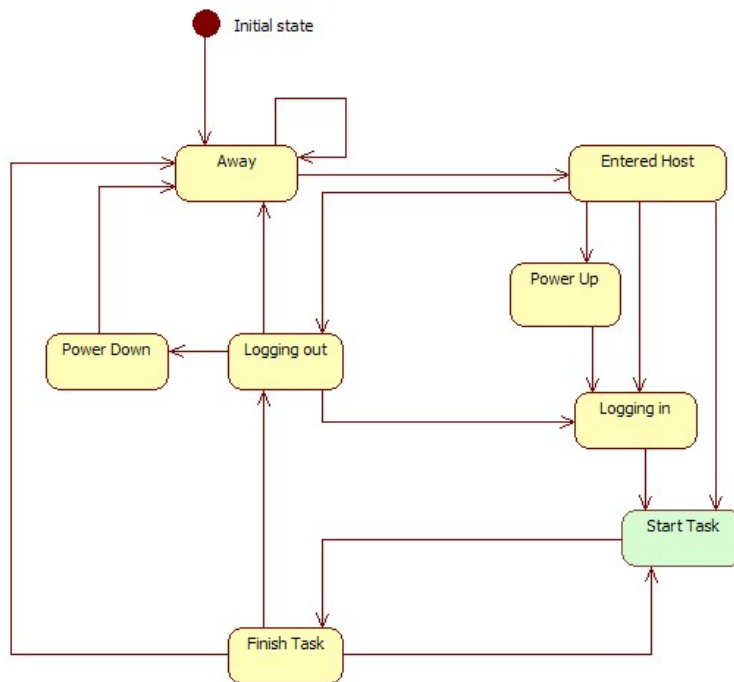 Initial state
Away
Entered Host
Power Up
Power Down
Logging out
Logging in
Start Task
Finish Task